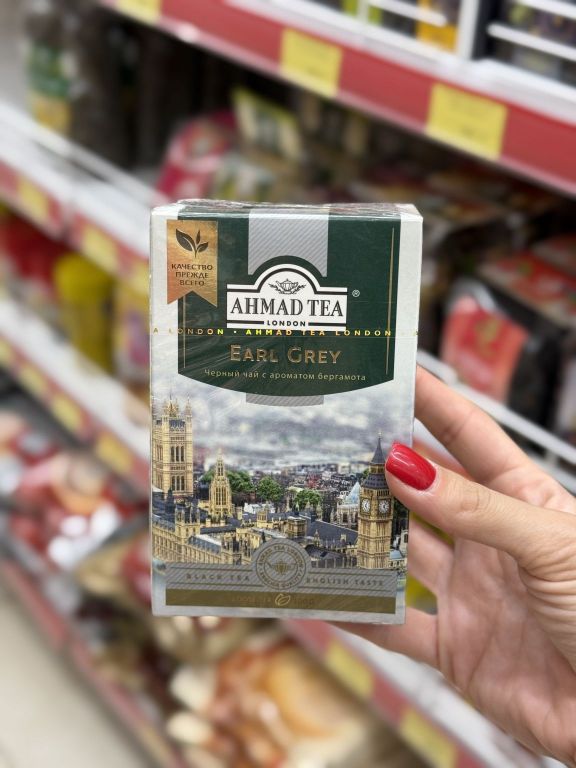 КАЧЕСТВО
ПРЕЖДЕ
ВСЕГО
AHMAD TEA®
LONDON
A LONDON • AHMAD TEA LONDON • A
EARL GREY
Чёрный чай с ароматом бергамота
BLACK TEA
ENGLISH TASTE